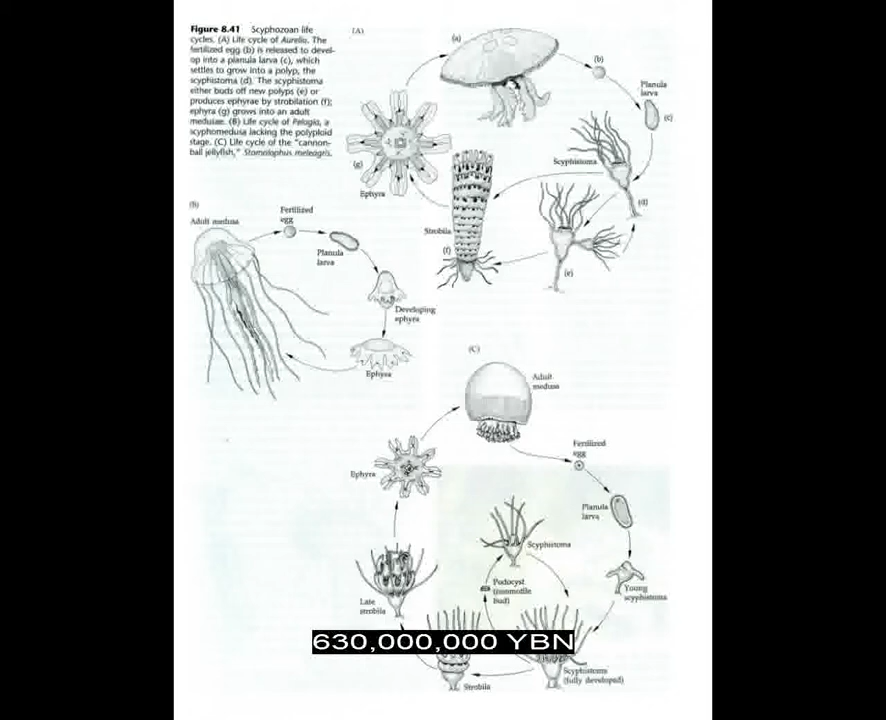 Figure 8.41 Scyphozoan life
cycles. (A) Life cycle of Aurelia. The
fertilized egg (b) is released to devel-
op into a planula larva (c), which
settles to grow into a polyp, the
scyphistoma (d). The scyphistoma
either buds off new polyps (e) or
produces ephyrae by strobilation (f);
ephyra (g) grows into an adult
medusae. (B) Life cycle of Pelagia, a
scyphomedusa lacking the polypoid
stage. (C) Life cycle of the "cannon-
ball jellyfish," Stomolophus meleagris.
(A)
(a)
(b)
Planula
larva
(c)
Scyphistoma
(d)
(e)
Strobila
(f)
(g)
Ephyra
(B)
Adult medusa
Fertilized
egg
Planula
larva
Developing
ephyra
Ephyra
(C)
Adult
medusa
Fertilized
egg
Planula
larva
Young
scyphistoma
Scyphistoma
Podocyst
(nonmotile
bud)
Scyphistoma
(fully developed)
Strobila
Late
strobila
Ephyra
630,000,000 YBN